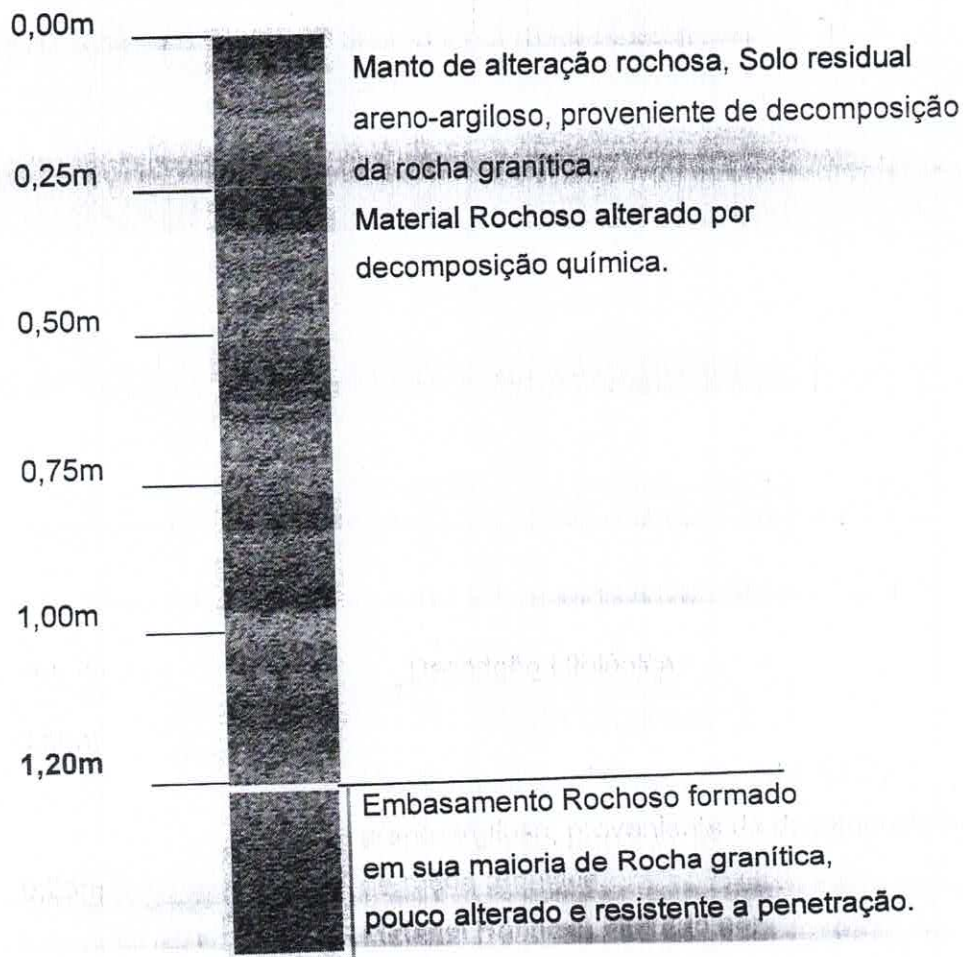 0,00m
Manto de alteração rochosa, Solo residual
areno-argiloso, proveniente de decomposição
0,25m
da rocha granítica.
Material Rochoso alterado por
decomposição química.
0,50m
0,75m
1,00m
1,20m
Embasamento Rochoso formado
em sua maioria de Rocha granítica,
pouco alterado e resistente a penetração.